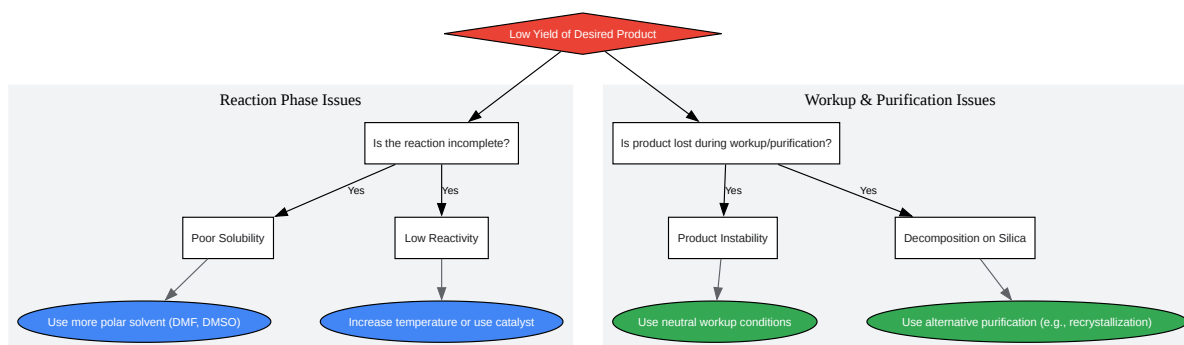 Low Yield of Desired Product
Reaction Phase Issues
Workup & Purification Issues
Is the reaction incomplete?
Is product lost during workup/purification?
Yes
Yes
Yes
Yes
Poor Solubility
Low Reactivity
Product Instability
Decomposition on Silica
Use more polar solvent (DMF, DMSO)
Increase temperature or use catalyst
Use neutral workup conditions
Use alternative purification (e.g., recrystallization)